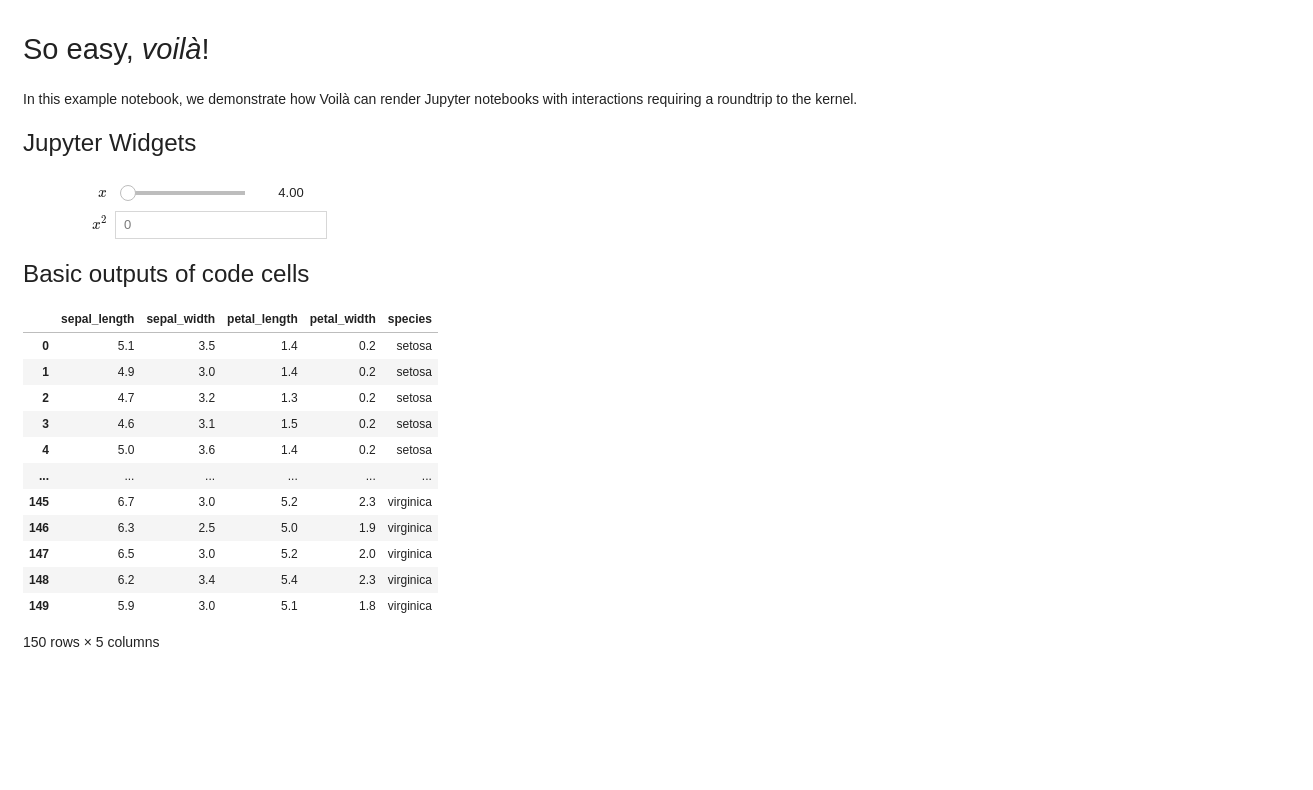 So easy, voilà!
In this example notebook, we demonstrate how Voilà can render Jupyter notebooks with interactions requiring a roundtrip to the kernel.
Jupyter Widgets
x 4.00
x² 0
Basic outputs of code cells
sepal_length sepal_width petal_length petal_width species
0 5.1 3.5 1.4 0.2 setosa
1 4.9 3.0 1.4 0.2 setosa
2 4.7 3.2 1.3 0.2 setosa
3 4.6 3.1 1.5 0.2 setosa
4 5.0 3.6 1.4 0.2 setosa
... ... ... ... ... ...
145 6.7 3.0 5.2 2.3 virginica
146 6.3 2.5 5.0 1.9 virginica
147 6.5 3.0 5.2 2.0 virginica
148 6.2 3.4 5.4 2.3 virginica
149 5.9 3.0 5.1 1.8 virginica
150 rows × 5 columns